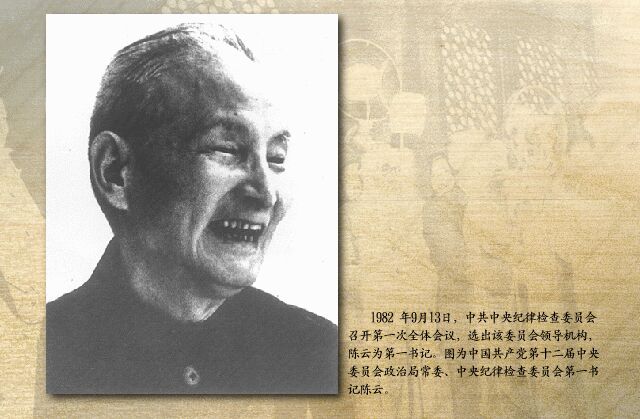 1982 年9月13日，中共中央纪律检查委员会
召开第一次全体会议，选出该委员会领导机构，
陈云为第一书记。图为中国共产党第十二届中央
委员会政治局常委、中央纪律检查委员会第一书
记陈云。